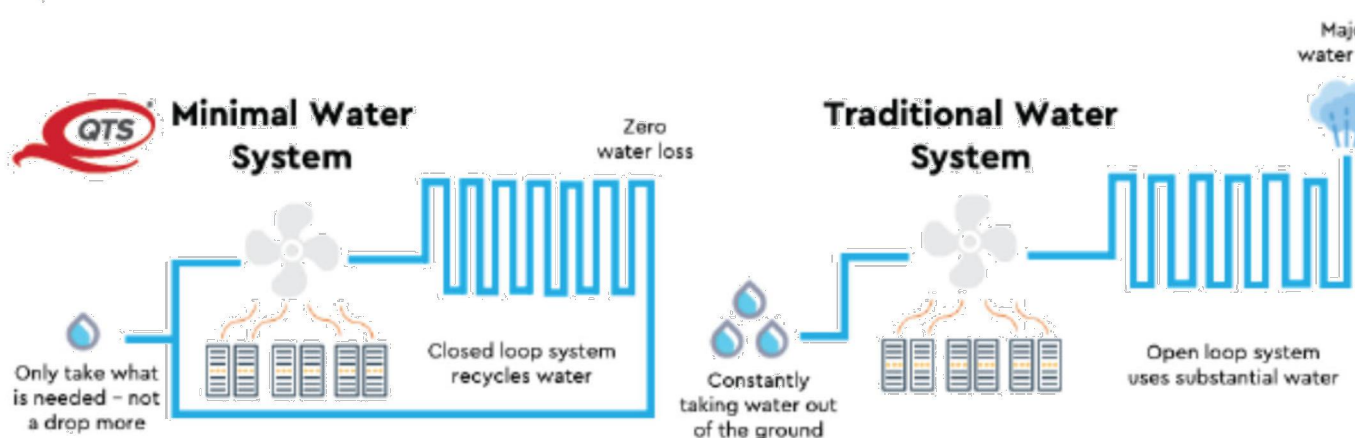 QTS
Minimal Water
System
Zero
water loss
Only take what
is needed – not
a drop more
Closed loop system
recycles water
Traditional Water
System
water
Constantly
taking water out
of the ground
Open loop system
uses substantial water